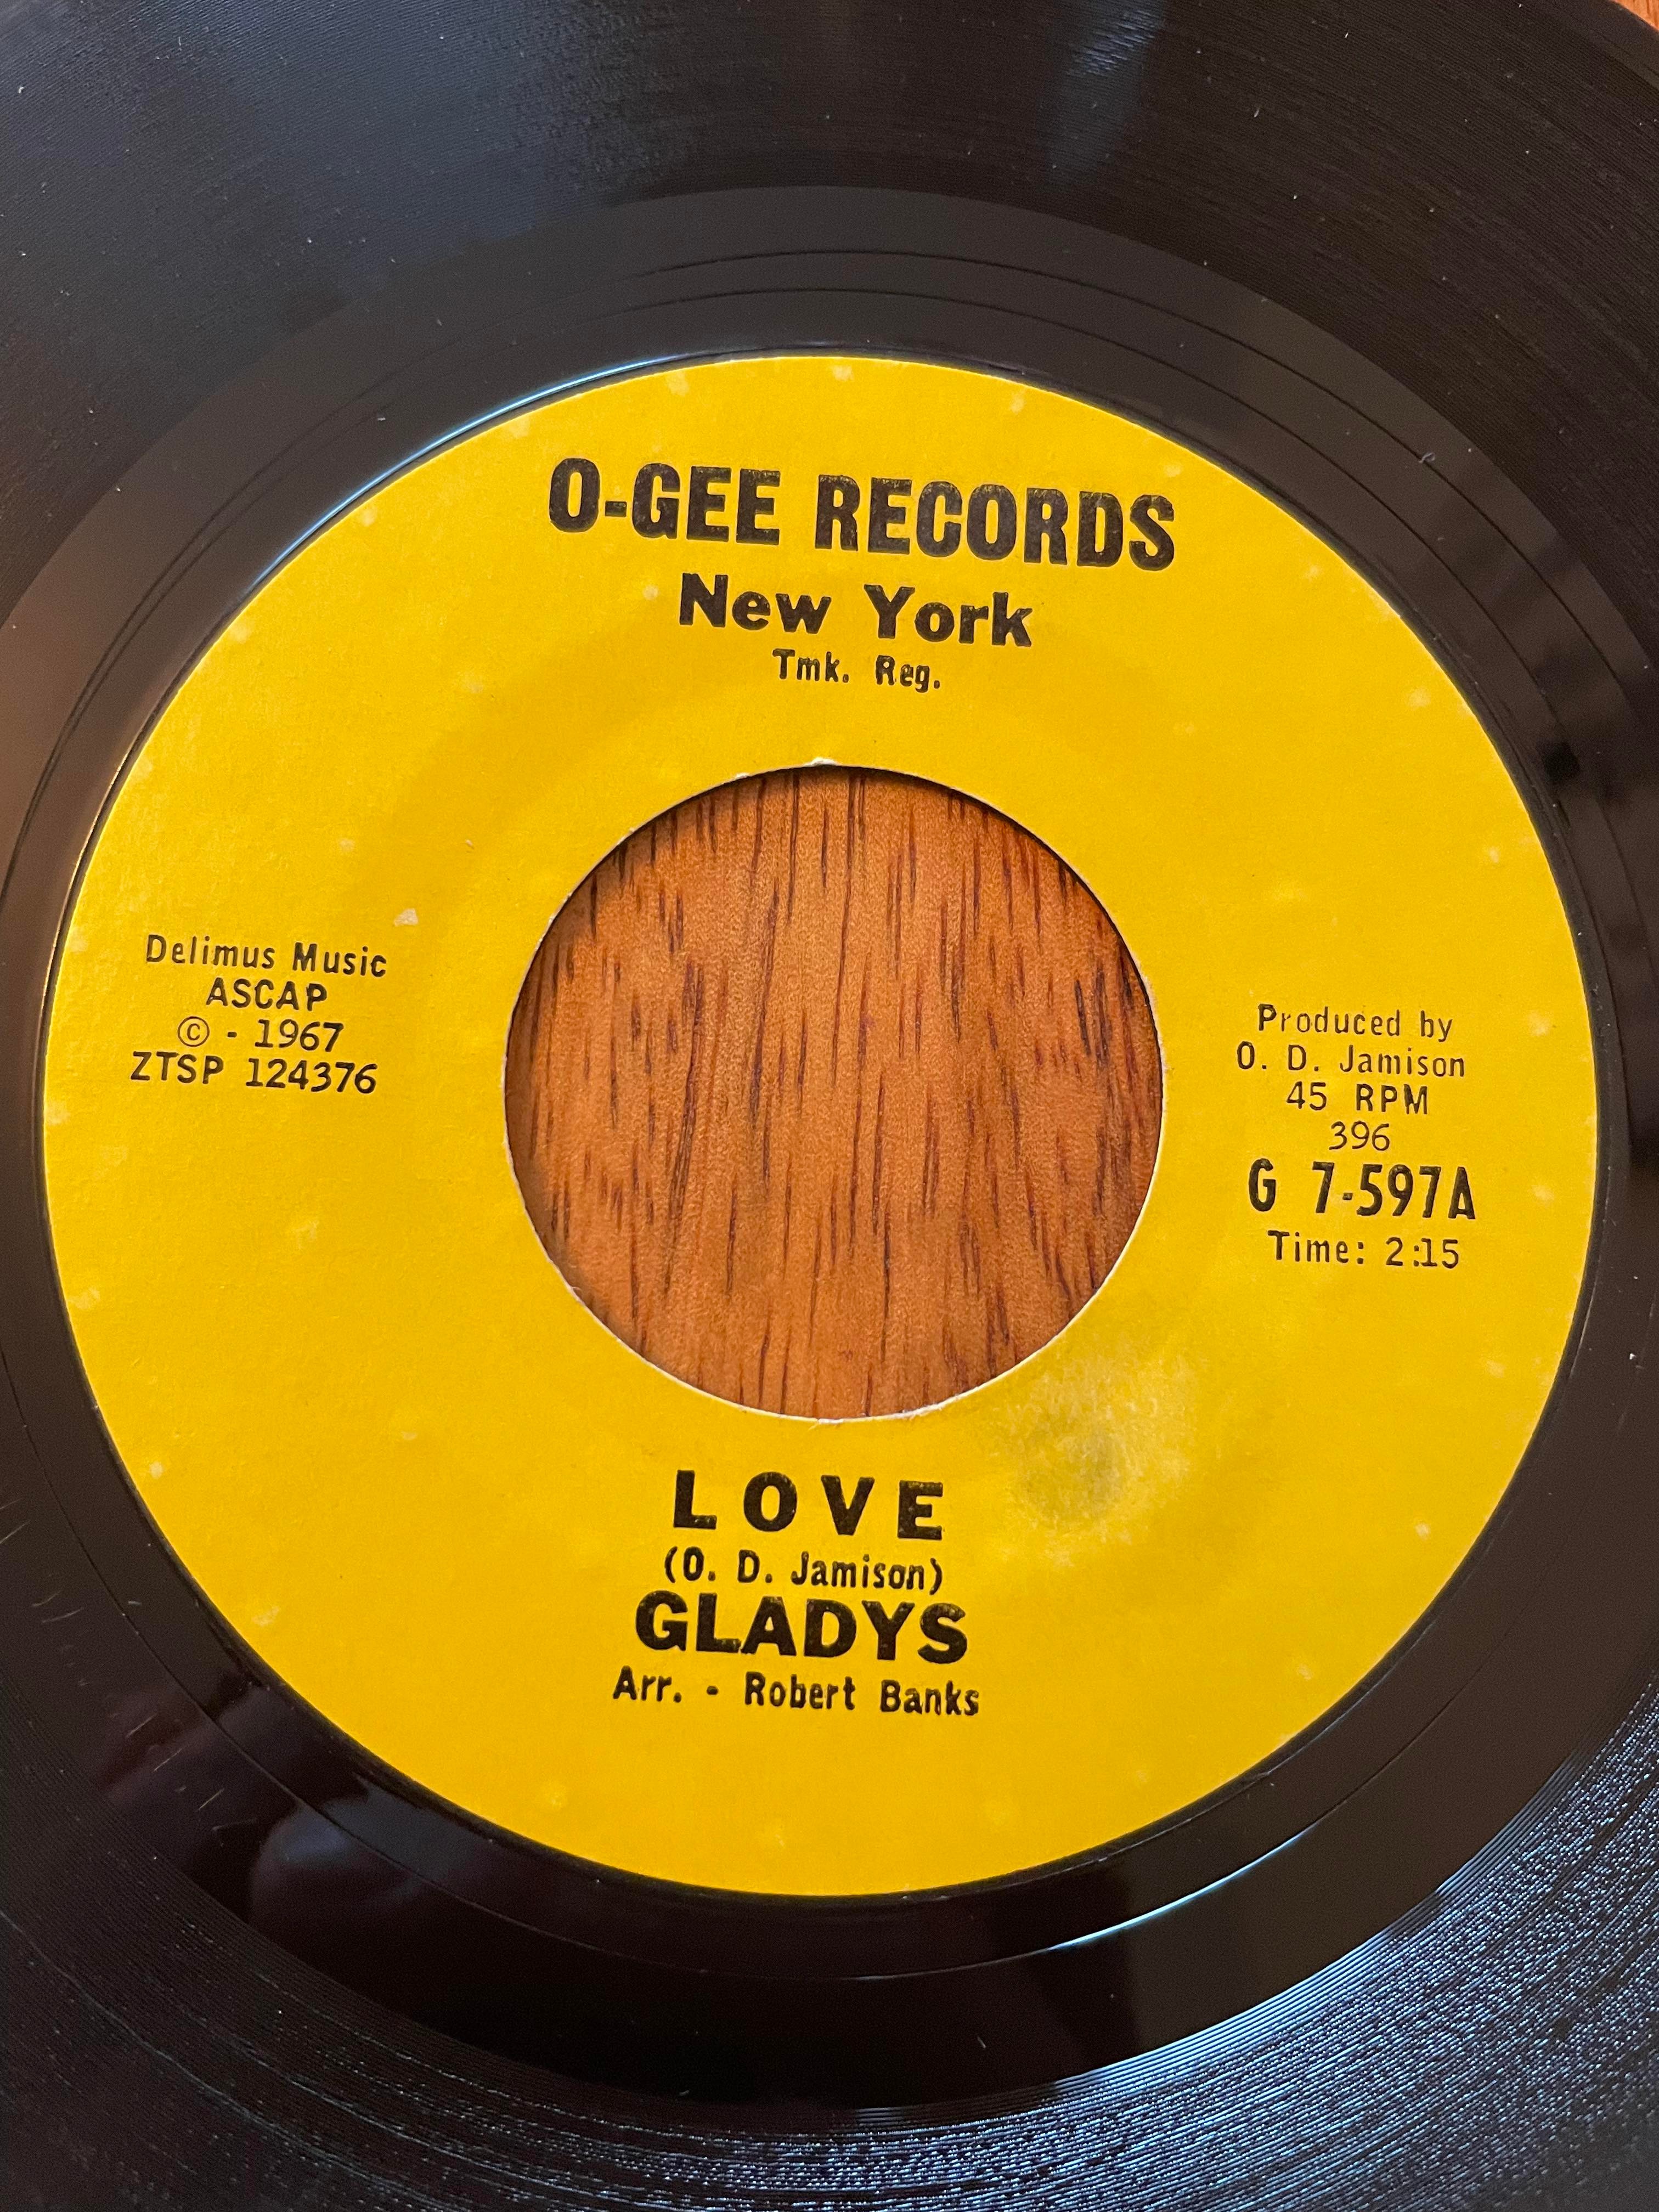 O-GEE RECORDS
New York
Tmk. Reg.
Delimus Music
ASCAP
© - 1967
ZTSP 124376
Produced by
O. D. Jamison
45 RPM
396
G 7-597A
Time: 2:15
LOVE
(O. D. Jamison)
GLADYS
Arr. - Robert Banks